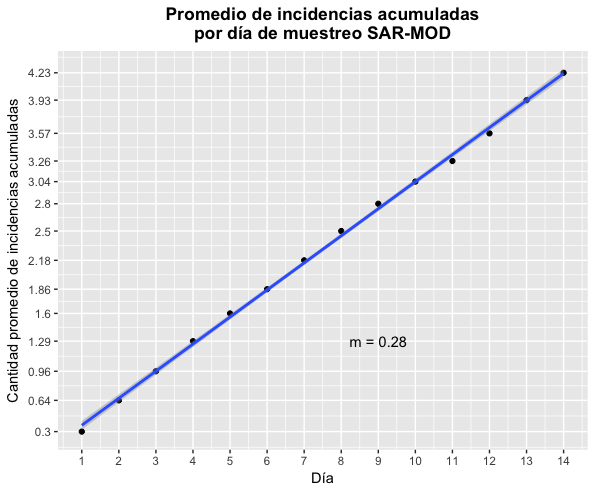 Promedio de incidencias acumuladas
por día de muestreo SAR-MOD
Cantidad promedio de incidencias acumuladas
4.23
3.93
3.57
3.26
3.04
2.8
2.5
2.18
1.86
1.6
1.29
0.96
0.64
0.3
m = 0.28
1 2 3 4 5 6 7 8 9 10 11 12 13 14
Día